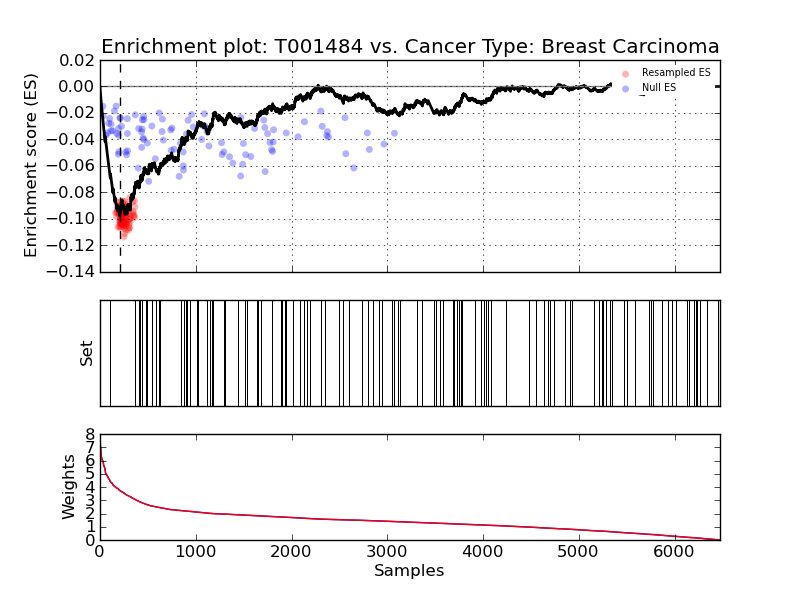 Enrichment plot: T001484 vs. Cancer Type: Breast Carcinoma
Enrichment score (ES)
0.02
0.00
−0.02
−0.04
−0.06
−0.08
−0.10
−0.12
−0.14
Resampled ES
Null ES
Set
Weights
8
7
6
5
4
3
2
1
0
0 1000 2000 3000 4000 5000 6000
Samples